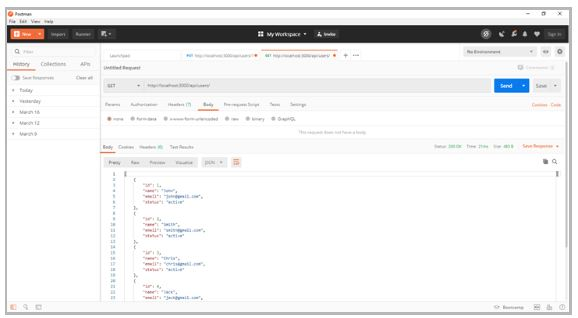 Postman
File Edit View Help
New Import Runner My Workspace Invite Sign In
Filter
History Collections APIs
Save Responses Clear all
Today
Yesterday
March 16
March 12
March 9
Launchpad
PUT http://localhost:3000/api/users/1
GET http://localhost:3000/api/users/
No Environment
Untitled Request
Comments 0
GET http://localhost:3000/api/users/ Send Save
Params Authorization Headers (7) Body Pre-request Script Tests Settings Cookies Code
none form-data x-www-form-urlencoded raw binary GraphQL
This request does not have a body
Body Cookies Headers (6) Test Results Status: 200 OK Save Response
Pretty Raw Preview Visualize JSON
1 [
2 {
3 "id": 1,
4 "name": "John",
5 "email": "john@gmail.com",
6 "status": "active"
7 },
8 {
9 "id": 2,
10 "name": "Smith",
11 "email": "smith@gmail.com",
12 "status": "active"
13 },
14 {
15 "id": 3,
16 "name": "Chris",
17 "email": "chris@gmail.com",
18 "status": "active"
19 },
20 {
21 "id": 4,
22 "name": "Jack",
23 "email": "jack@gmail.com",
Bootcamp